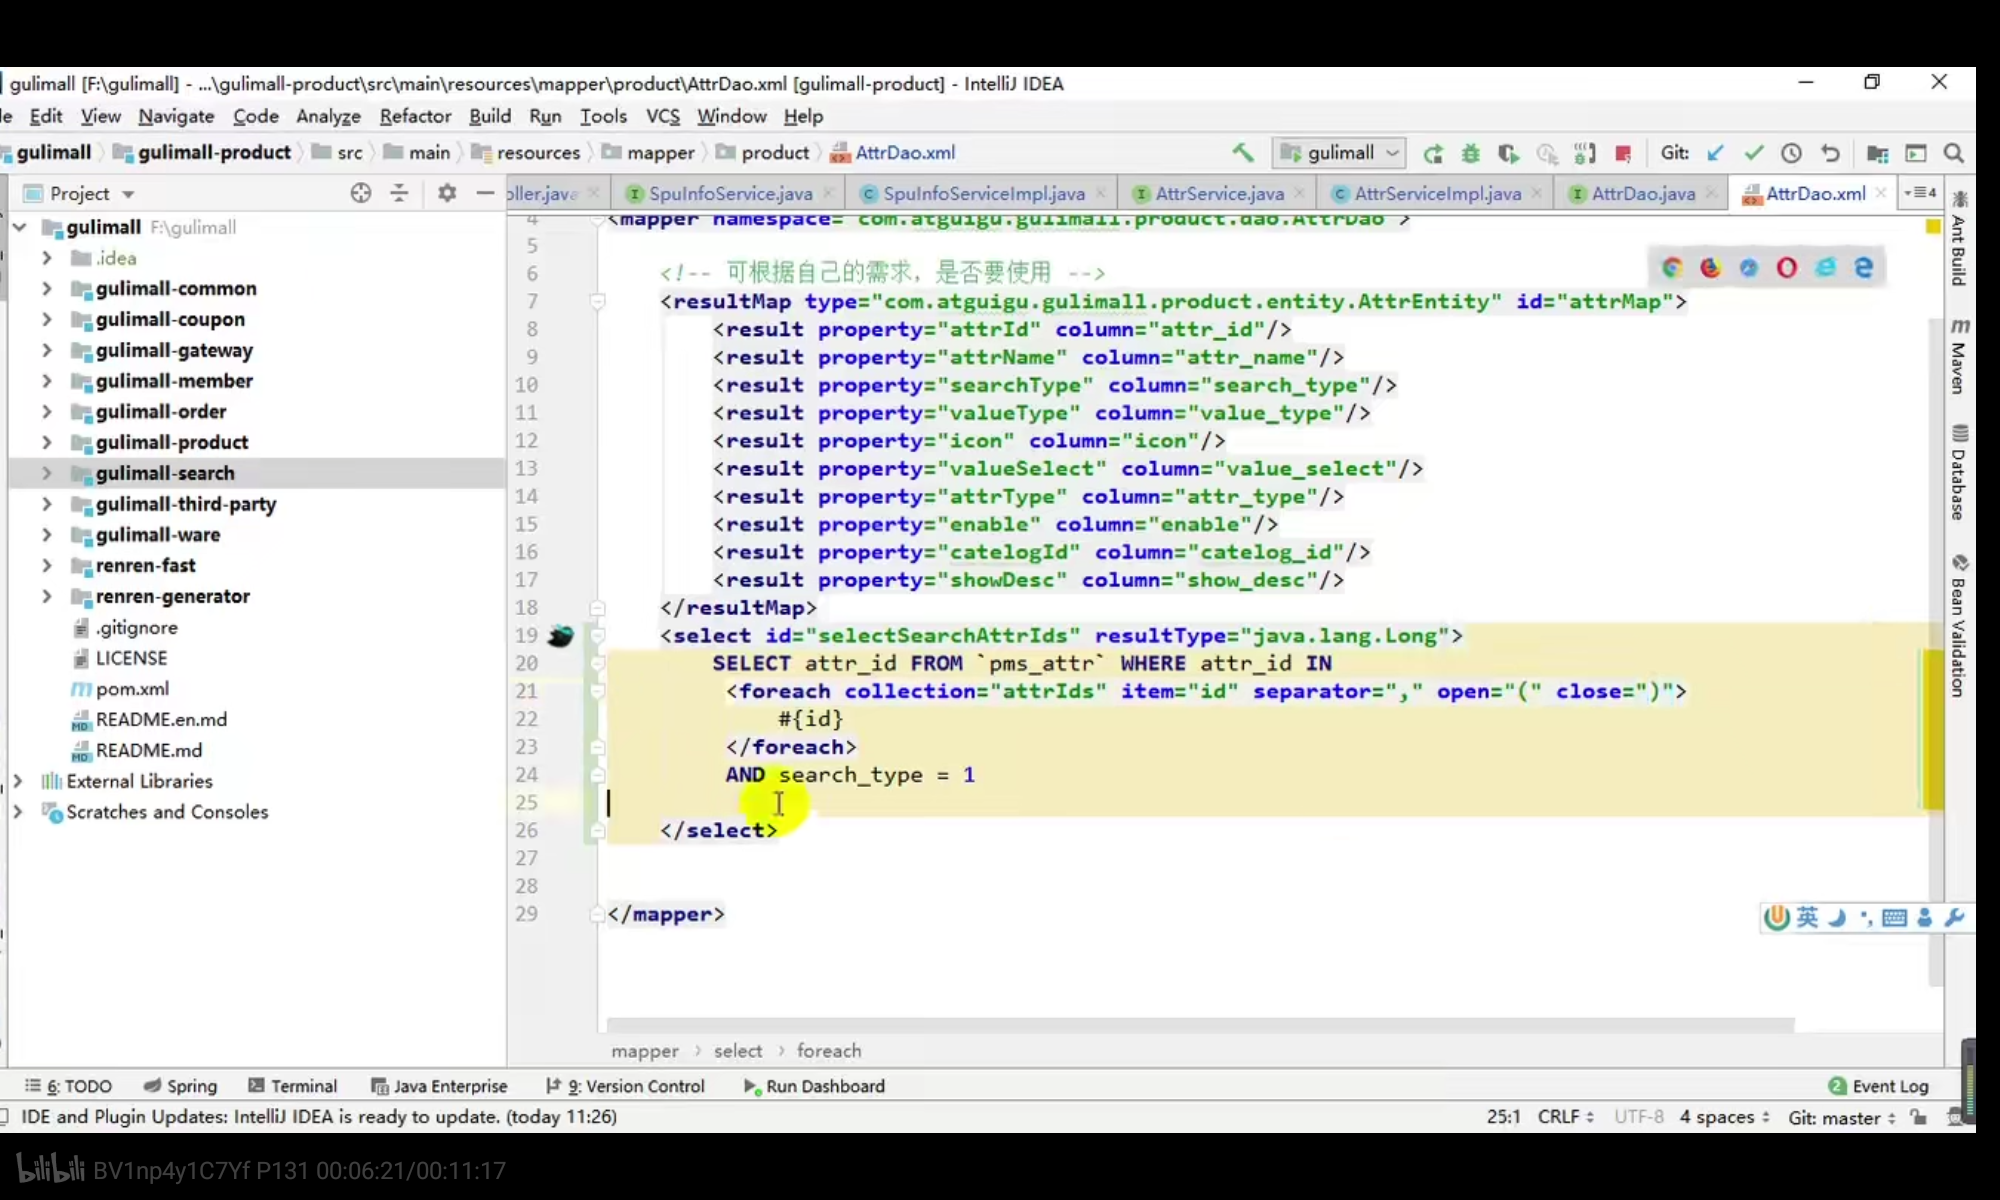 gulimall [F:\gulimall] - ...\gulimall-product\src\main\resources\mapper\product\AttrDao.xml [gulimall-product] - IntelliJ IDEA
le Edit View Navigate Code Analyze Refactor Build Run Tools VCS Window Help
gulimall gulimall-product src main resources mapper product AttrDao.xml gulimall Git:
Project
oller.java SpuInfoService.java SpuInfoServiceImpl.java AttrService.java AttrServiceImpl.java AttrDao.java AttrDao.xml 4
gulimall F:\gulimall
.idea
gulimall-common
gulimall-coupon
gulimall-gateway
gulimall-member
gulimall-order
gulimall-product
gulimall-search
gulimall-third-party
gulimall-ware
renren-fast
renren-generator
.gitignore
LICENSE
pom.xml
README.en.md
README.md
External Libraries
Scratches and Consoles
4 <mapper namespace="com.atguigu.gulimall.product.dao.AttrDao">
5
6 <!-- 可根据自己的需求，是否要使用 -->
7 <resultMap type="com.atguigu.gulimall.product.entity.AttrEntity" id="attrMap">
8 <result property="attrId" column="attr_id"/>
9 <result property="attrName" column="attr_name"/>
10 <result property="searchType" column="search_type"/>
11 <result property="valueType" column="value_type"/>
12 <result property="icon" column="icon"/>
13 <result property="valueSelect" column="value_select"/>
14 <result property="attrType" column="attr_type"/>
15 <result property="enable" column="enable"/>
16 <result property="catelogId" column="catelog_id"/>
17 <result property="showDesc" column="show_desc"/>
18 </resultMap>
19 <select id="selectSearchAttrIds" resultType="java.lang.Long">
20 SELECT attr_id FROM `pms_attr` WHERE attr_id IN
21 <foreach collection="attrIds" item="id" separator="," open="(" close=")">
22 #{id}
23 </foreach>
24 AND search_type = 1
25
26 </select>
27
28
29 </mapper>
Ant Build
Maven
Database
Bean Validation
英
mapper › select › foreach
6: TODO Spring Terminal Java Enterprise 9: Version Control Run Dashboard 2 Event Log
IDE and Plugin Updates: IntelliJ IDEA is ready to update. (today 11:26) 25:1 CRLF UTF-8 4 spaces Git: master
bilibili BV1np4y1C7Yf P131 00:06:21/00:11:17